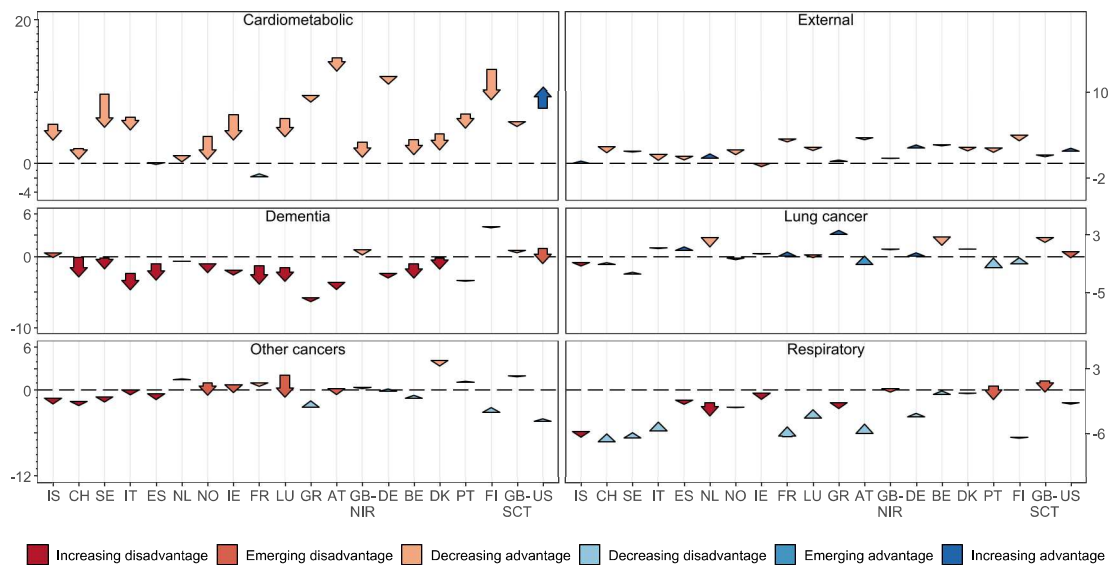 Cardiometabolic
External
20
0
-4
10
-2
Dementia
Lung cancer
6
0
-10
3
-5
Other cancers
Respiratory
6
0
-12
3
-6
IS CH SE IT ES NL NO IE FR LU GR AT GB-NIR DE BE DK PT FI GB-SCT US
IS CH SE IT ES NL NO IE FR LU GR AT GB-NIR DE BE DK PT FI GB-SCT US
Increasing disadvantage Emerging disadvantage Decreasing advantage Decreasing disadvantage Emerging advantage Increasing advantage